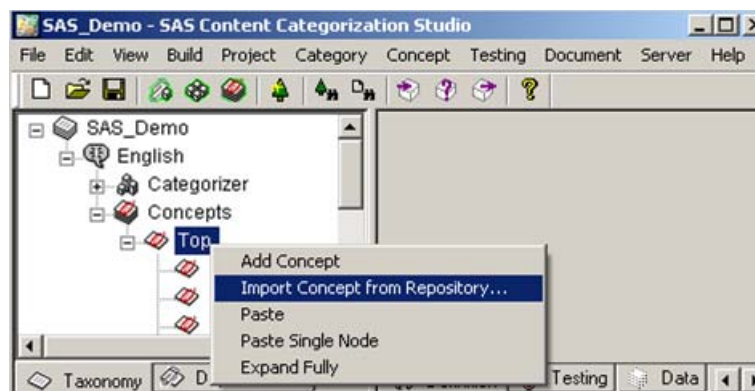 SAS_Demo - SAS Content Categorization Studio
File Edit View Build Project Category Concept Testing Document Server Help
SAS_Demo
English
Categorizer
Concepts
Top
Add Concept
Import Concept from Repository...
Paste
Paste Single Node
Expand Fully
Taxonomy D Testing Data